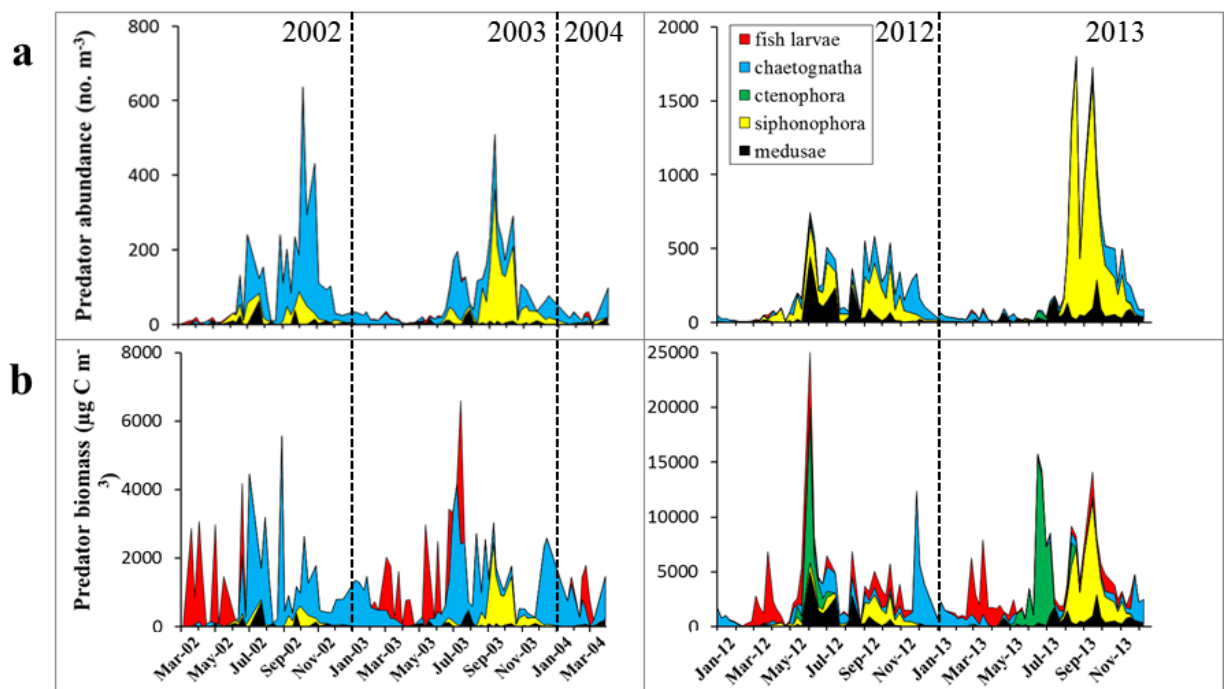 a
2002
2003
2004
2012
2013
Predator abundance (no. m⁻³)
800
600
400
200
0
2000
1500
1000
500
0
fish larvae
chaetognatha
ctenophora
siphonophora
medusae
b
Predator biomass (µg C m⁻
³)
8000
6000
4000
2000
0
25000
20000
15000
10000
5000
0
Mar-02 May-02 Jul-02 Sep-02 Nov-02 Jan-03 Mar-03 May-03 Jul-03 Sep-03 Nov-03 Jan-04 Mar-04
Jan-12 Mar-12 May-12 Jul-12 Sep-12 Nov-12 Jan-13 Mar-13 May-13 Jul-13 Sep-13 Nov-13